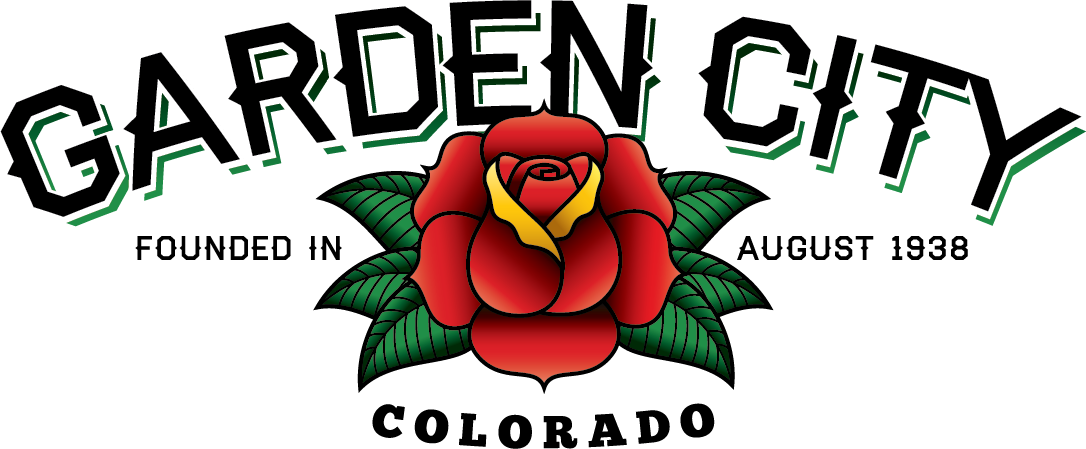 GARDEN CITY
FOUNDED IN AUGUST 1938
COLORADO